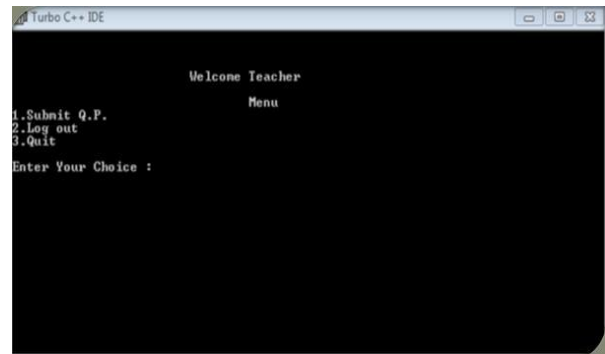 Turbo C++ IDE
Welcome Teacher
Menu
1.Submit Q.P.
2.Log out
3.Quit
Enter Your Choice :